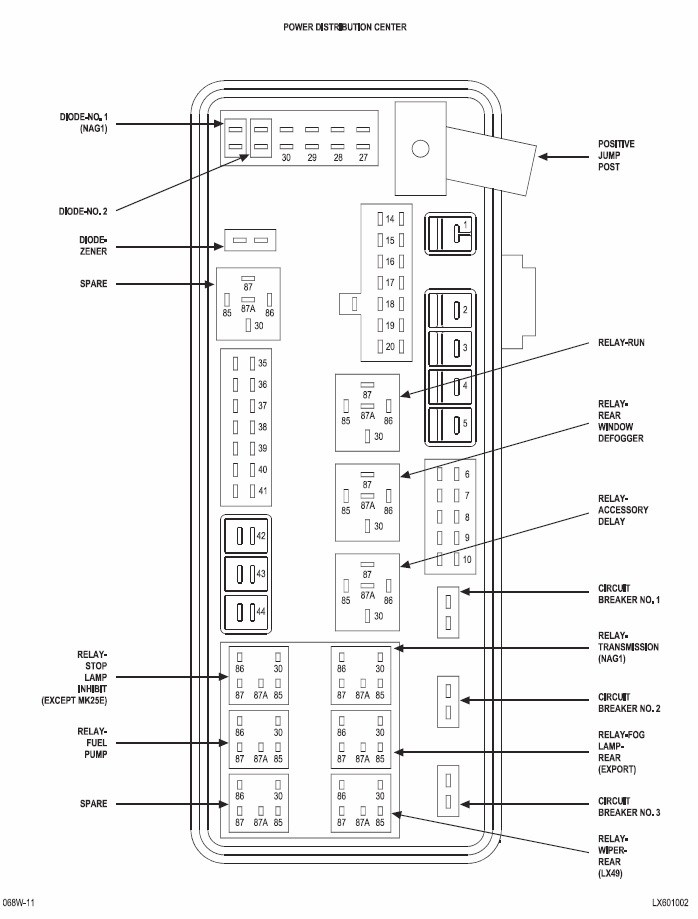 POWER DISTRIBUTION CENTER
DIODE-NO. 1
(NAG1)
DIODE-NO. 2
DIODE-
ZENER
SPARE
30 29 28 27
POSITIVE
JUMP
POST
14
15
16
17
18
19
20
1
2
3
4
5
87
85 87A 86
30
35
36
37
38
39
40
41
87
85 87A 86
30
RELAY-RUN
87
85 87A 86
30
RELAY-
REAR
WINDOW
DEFOGGER
87
85 87A 86
30
RELAY-
ACCESSORY
DELAY
6
7
8
9
10
42
43
44
CIRCUIT
BREAKER NO. 1
RELAY-
STOP
LAMP
INHIBIT
(EXCEPT MK25E)
86 30
87 87A 85
86 30
87 87A 85
RELAY-
TRANSMISSION
(NAG1)
CIRCUIT
BREAKER NO. 2
RELAY-
FUEL
PUMP
86 30
87 87A 85
86 30
87 87A 85
RELAY-FOG
LAMP-
REAR
(EXPORT)
SPARE
86 30
87 87A 85
86 30
87 87A 85
CIRCUIT
BREAKER NO. 3
RELAY-
WIPER-
REAR
(LX49)
068W-11
LX601002